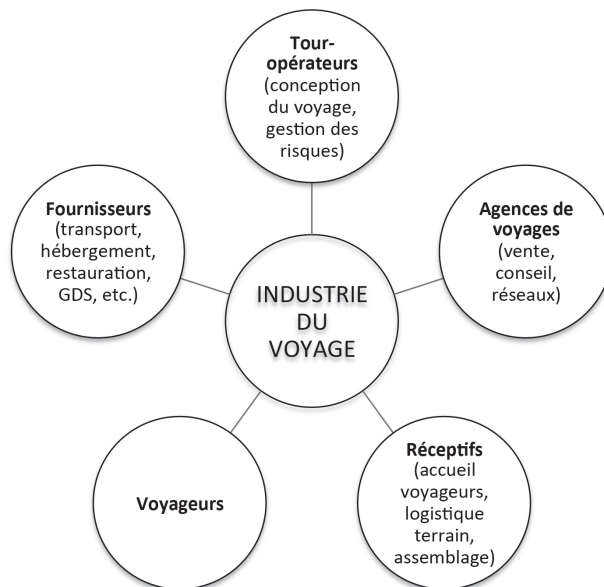 Tour-
opérateurs
(conception
du voyage,
gestion des
risques)
Fournisseurs
(transport,
hébergement,
restauration,
GDS, etc.)
Agences de
voyages
(vente,
conseil,
réseaux)
INDUSTRIE
DU
VOYAGE
Voyageurs
Réceptifs
(accueil
voyageurs,
logistique
terrain,
assemblage)